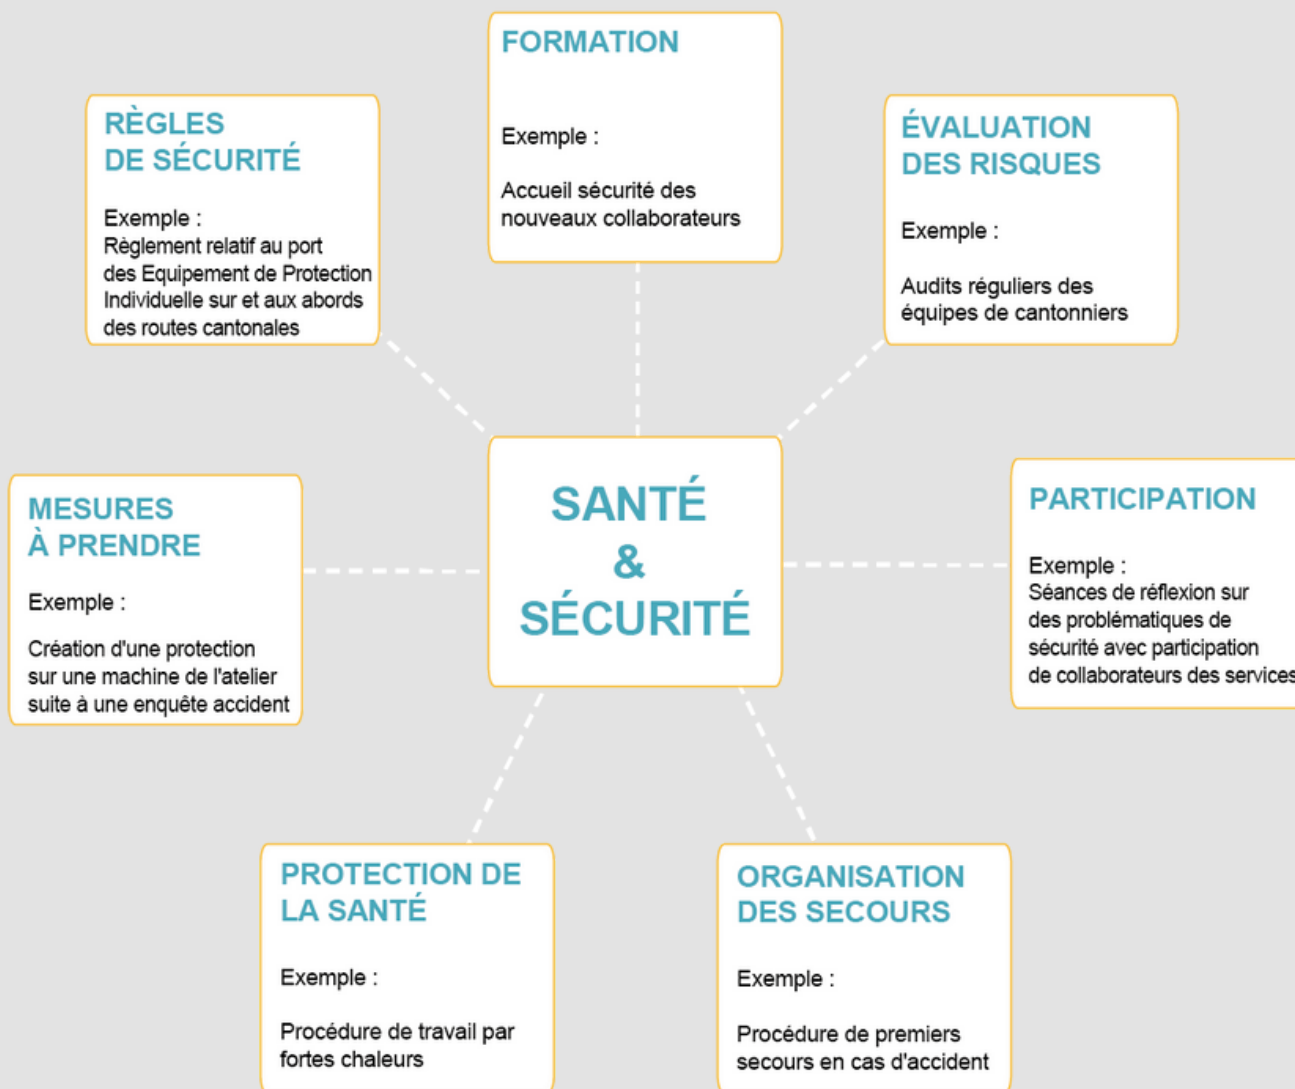 FORMATION
Exemple :
Accueil sécurité des
nouveaux collaborateurs
RÈGLES
DE SÉCURITÉ
Exemple :
Règlement relatif au port
des Equipement de Protection
Individuelle sur et aux abords
des routes cantonales
ÉVALUATION
DES RISQUES
Exemple :
Audits réguliers des
équipes de cantonniers
SANTÉ
&
SÉCURITÉ
MESURES
À PRENDRE
Exemple :
Création d'une protection
sur une machine de l'atelier
suite à une enquête accident
PARTICIPATION
Exemple :
Séances de réflexion sur
des problématiques de
sécurité avec participation
de collaborateurs des services
PROTECTION DE
LA SANTÉ
Exemple :
Procédure de travail par
fortes chaleurs
ORGANISATION
DES SECOURS
Exemple :
Procédure de premiers
secours en cas d'accident